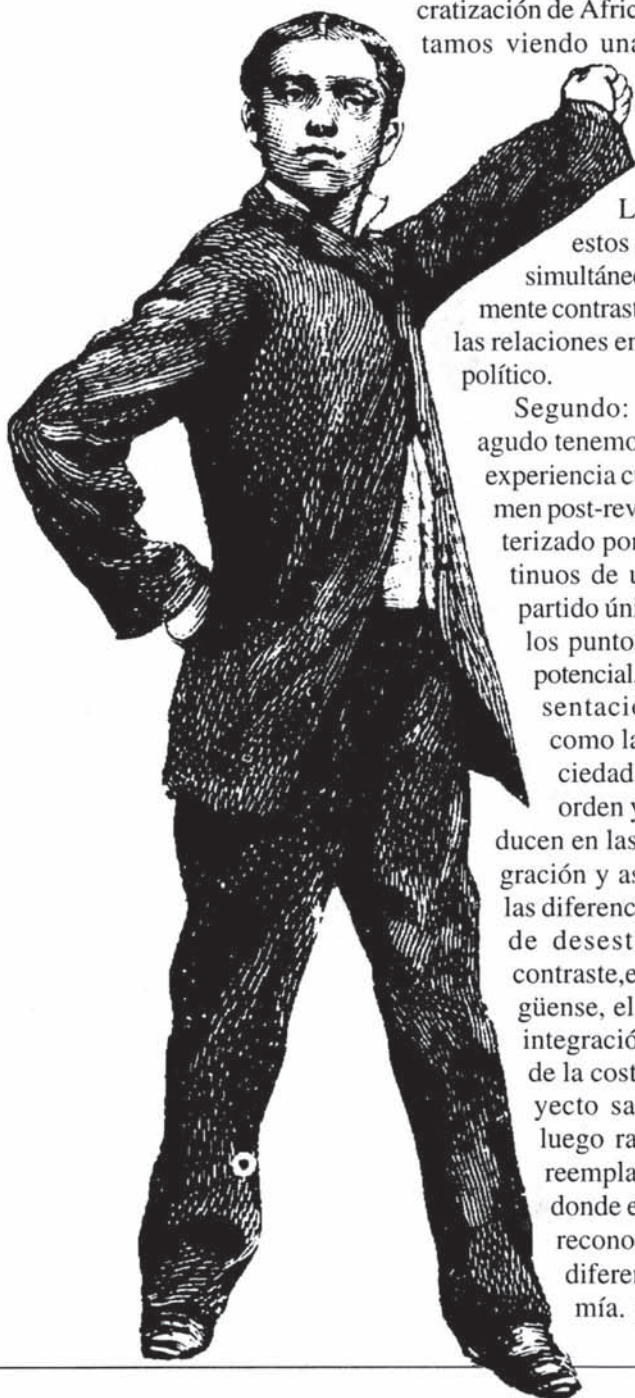 cratización de Afric
tamos viendo una
L
estos
simultáne
mente contrast
las relaciones en
político.
Segundo:
agudo tenemo
experiencia c
men post-rev
terizado por
tinuos de u
partido úni
los punto
potencial
sentació
como la
ciedad
orden y
ducen en las
gración y as
las diferenc
de desest
contraste,e
güense, el
integració
de la cost
yecto sa
luego ra
reempla
donde e
recono
difere
mía.